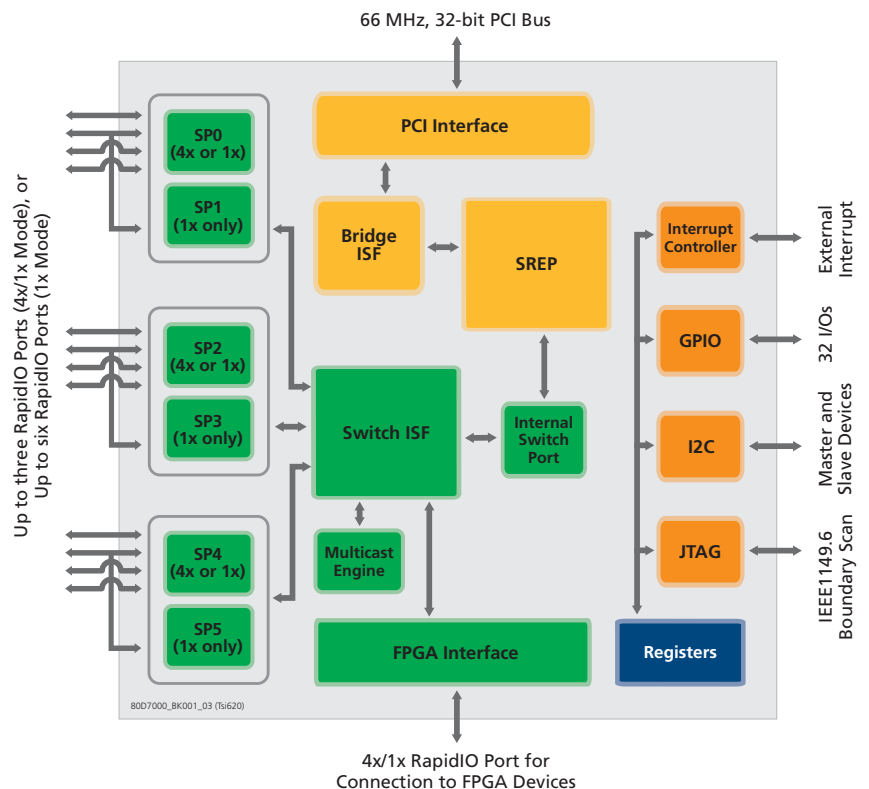 66 MHz, 32-bit PCI Bus
PCI Interface
SP0
(4x or 1x)
SP1
(1x only)
Bridge
ISF
SREP
Interrupt
Controller
External
Interrupt
Up to three RapidIO Ports (4x/1x Mode), or
Up to six RapidIO Ports (1x Mode)
SP2
(4x or 1x)
SP3
(1x only)
Switch ISF
Internal
Switch
Port
GPIO
32 I/Os
I2C
Master and
Slave Devices
SP4
(4x or 1x)
SP5
(1x only)
Multicast
Engine
JTAG
IEEE1149.6
Boundary Scan
FPGA Interface
Registers
80D7000_BK001_03 (Tsi620)
4x/1x RapidIO Port for
Connection to FPGA Devices